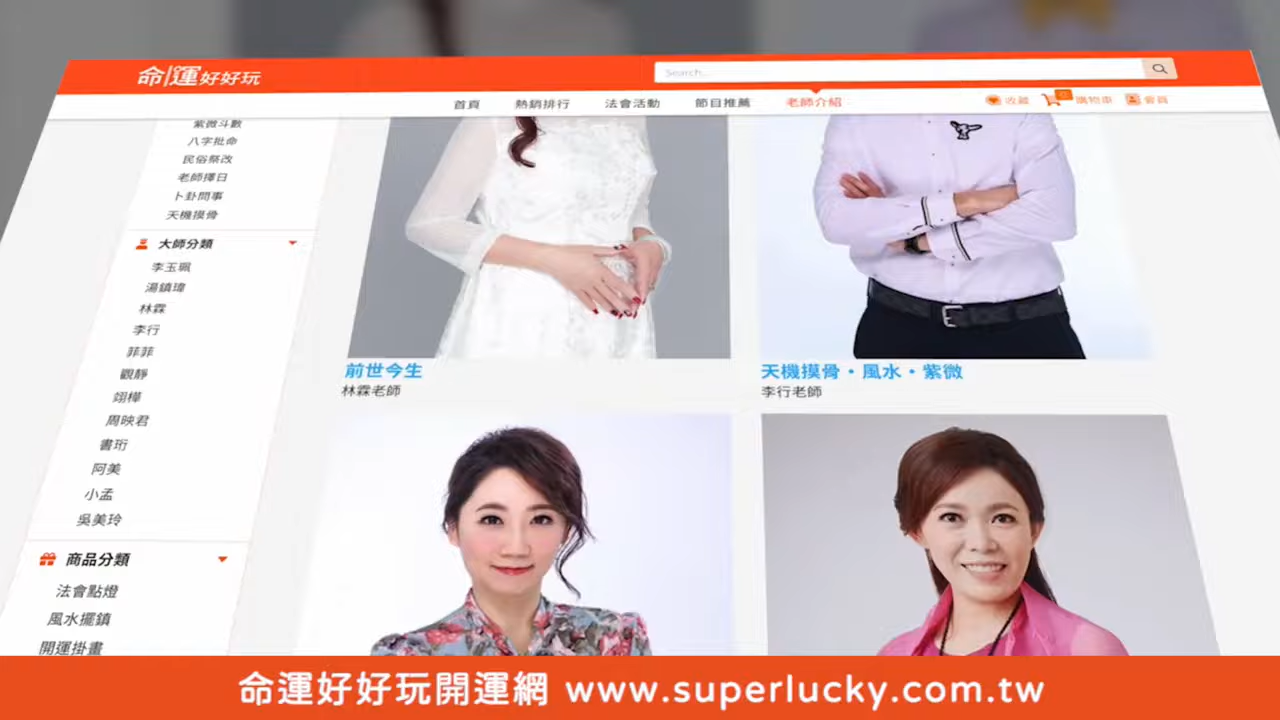 命運好好玩
Search...
首頁 熱銷排行 法會活動 節目推薦 老師介紹
收藏 購物車 會員
紫微斗數
八字批命
民俗祭改
老師擇日
卜卦問事
天機摸骨
大師分類
李玉珮
湯鎮瑋
林霖
李行
菲菲
觀靜
翊樺
周映君
書珩
阿美
小孟
吳美玲
商品分類
法會點燈
風水擺鎮
開運掛畫
前世今生
林霖老師
天機摸骨・風水・紫微
李行老師
命運好好玩開運網 www.superlucky.com.tw